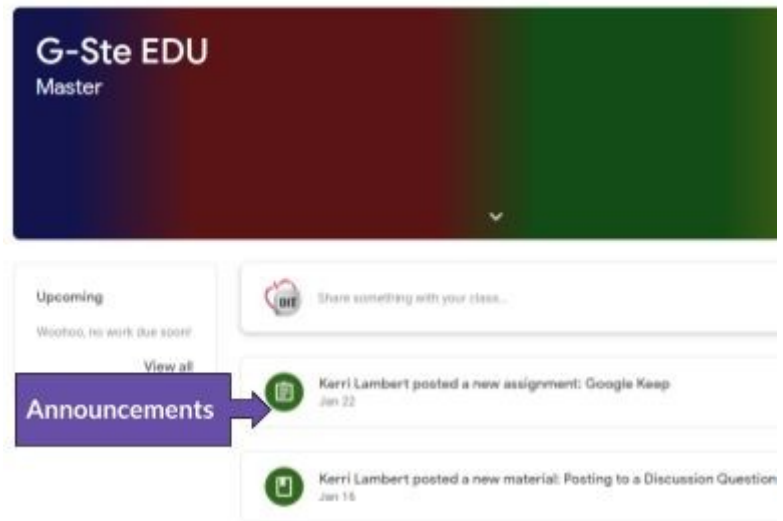 G-Ste EDU
Master
Upcoming
Woohoo, no work due soon!
View all
Announcements
DIT
Share something with your class...
Kerri Lambert posted a new assignment: Google Keep
Jan 22
Kerri Lambert posted a new material: Posting to a Discussion Question
Jan 16